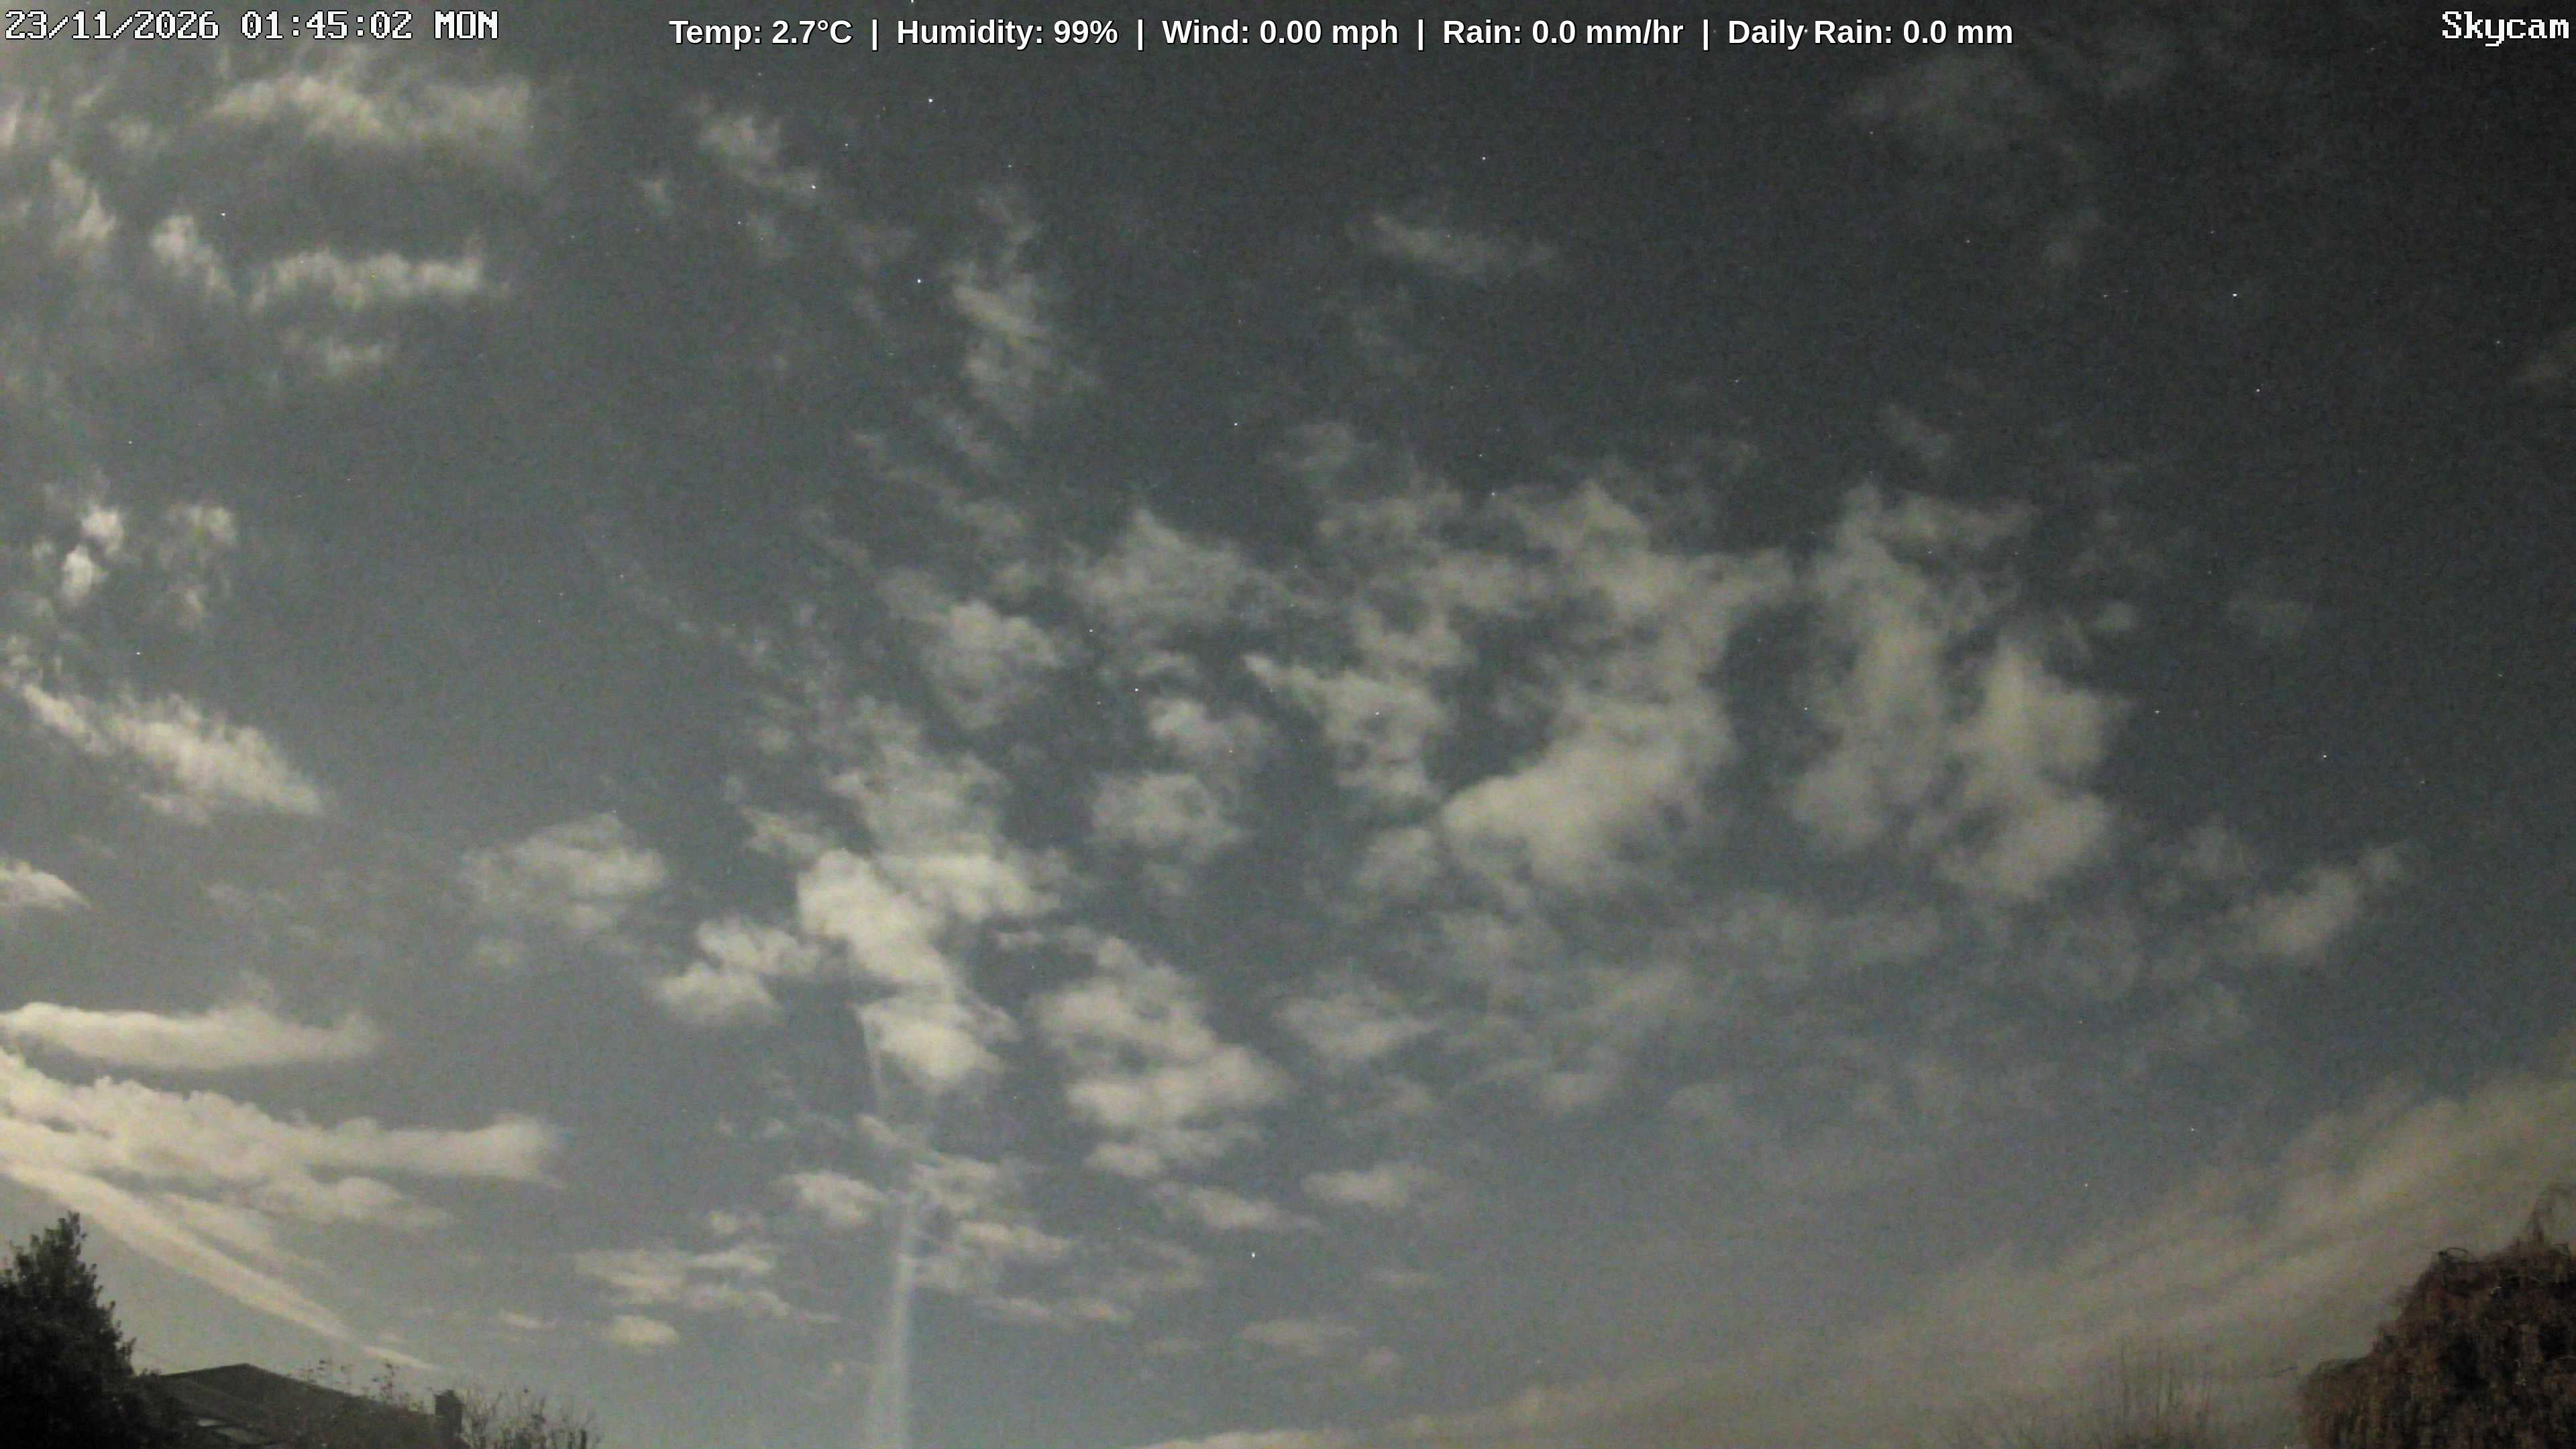 23/11/2026 01:45:02 MON
Temp: 2.7°C | Humidity: 99% | Wind: 0.00 mph | Rain: 0.0 mm/hr | Daily Rain: 0.0 mm
Skycam